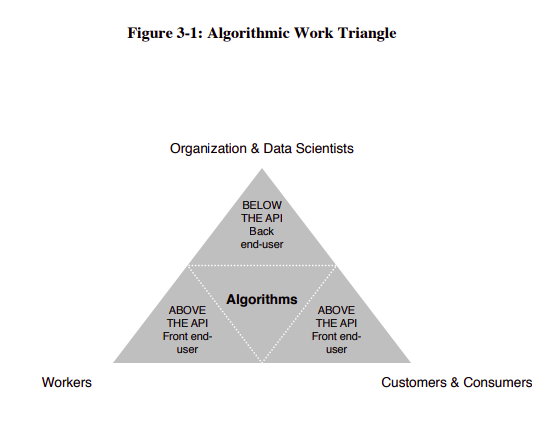 Figure 3-1: Algorithmic Work Triangle
Organization & Data Scientists
BELOW
THE API
Back
end-user
Algorithms
ABOVE
THE API
Front end-
user
ABOVE
THE API
Front end-
user
Workers
Customers & Consumers